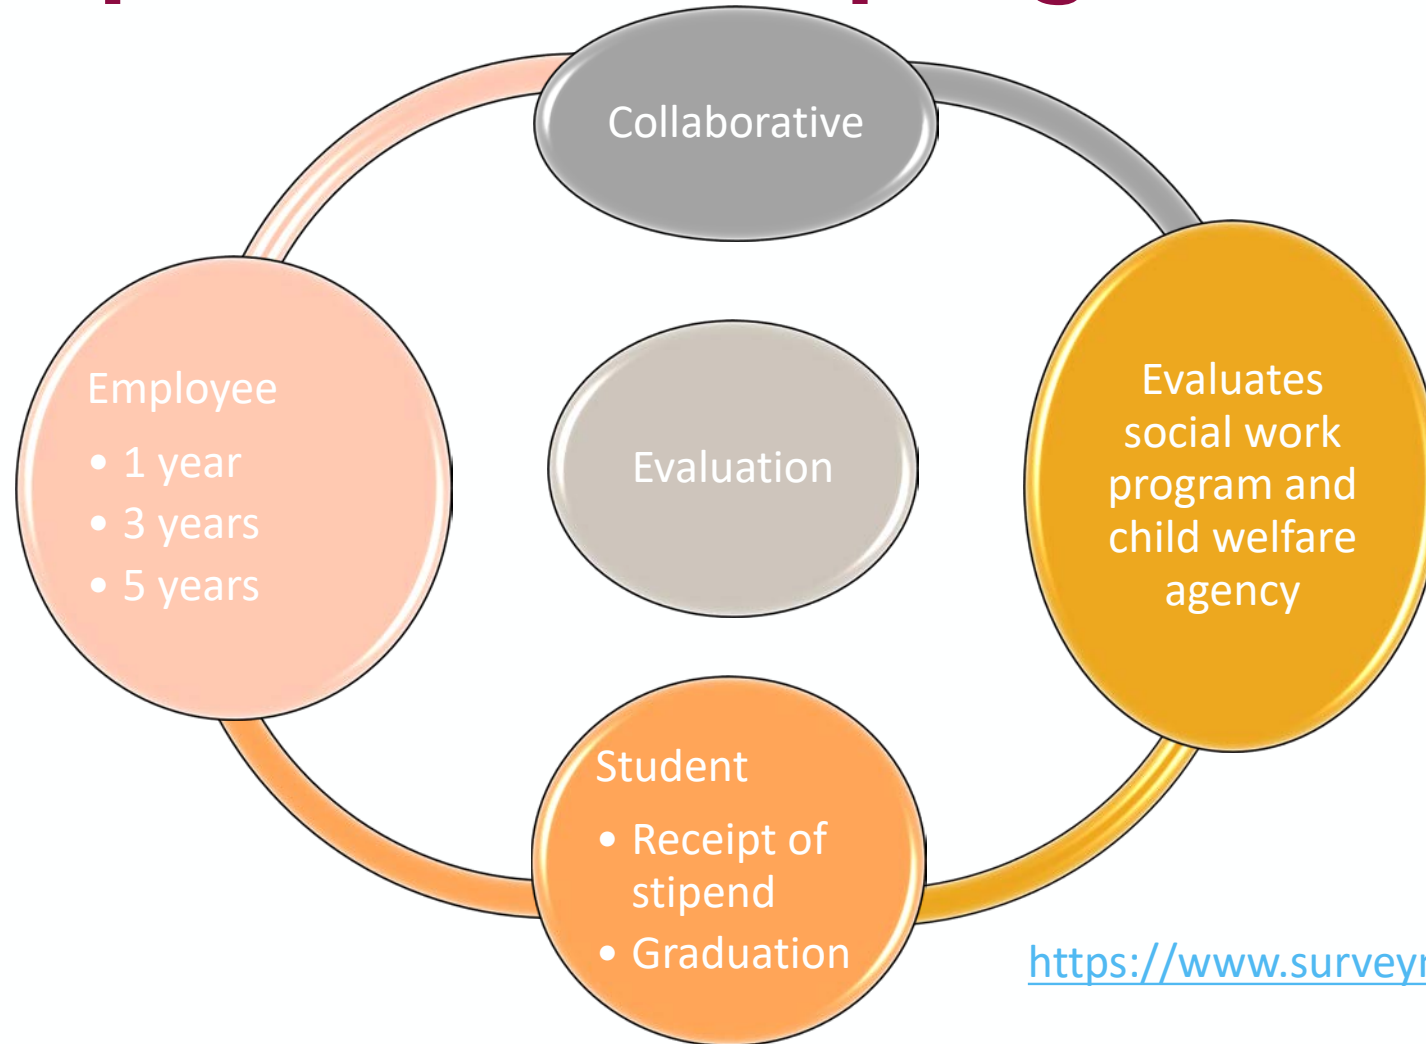 Collaborative
Evaluates
social work
program and
child welfare
agency
Evaluation
Employee
• 1 year
• 3 years
• 5 years
Student
• Receipt of
stipend
• Graduation
https://www.survey